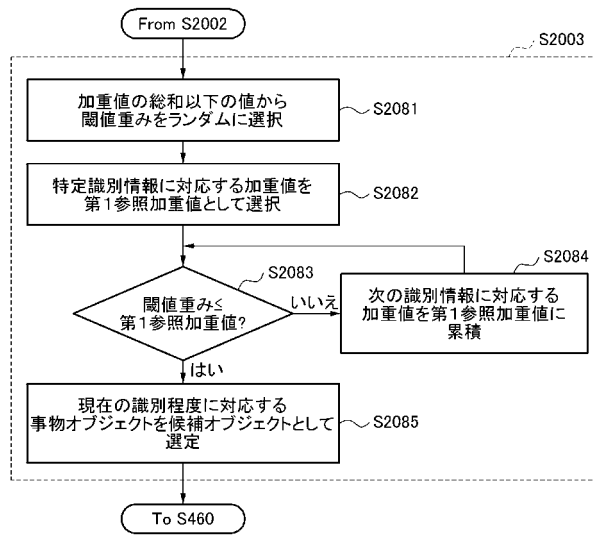 From S2002
S2003
加重値の総和以下の値から
閾値重みをランダムに選択
S2081
特定識別情報に対応する加重値を
第1参照加重値として選択
S2082
S2083
閾値重み≦
第1参照加重値?
いいえ
S2084
次の識別情報に対応する
加重値を第1参照加重値に
累積
はい
現在の識別程度に対応する
事物オブジェクトを候補オブジェクトとして
選定
S2085
To S460